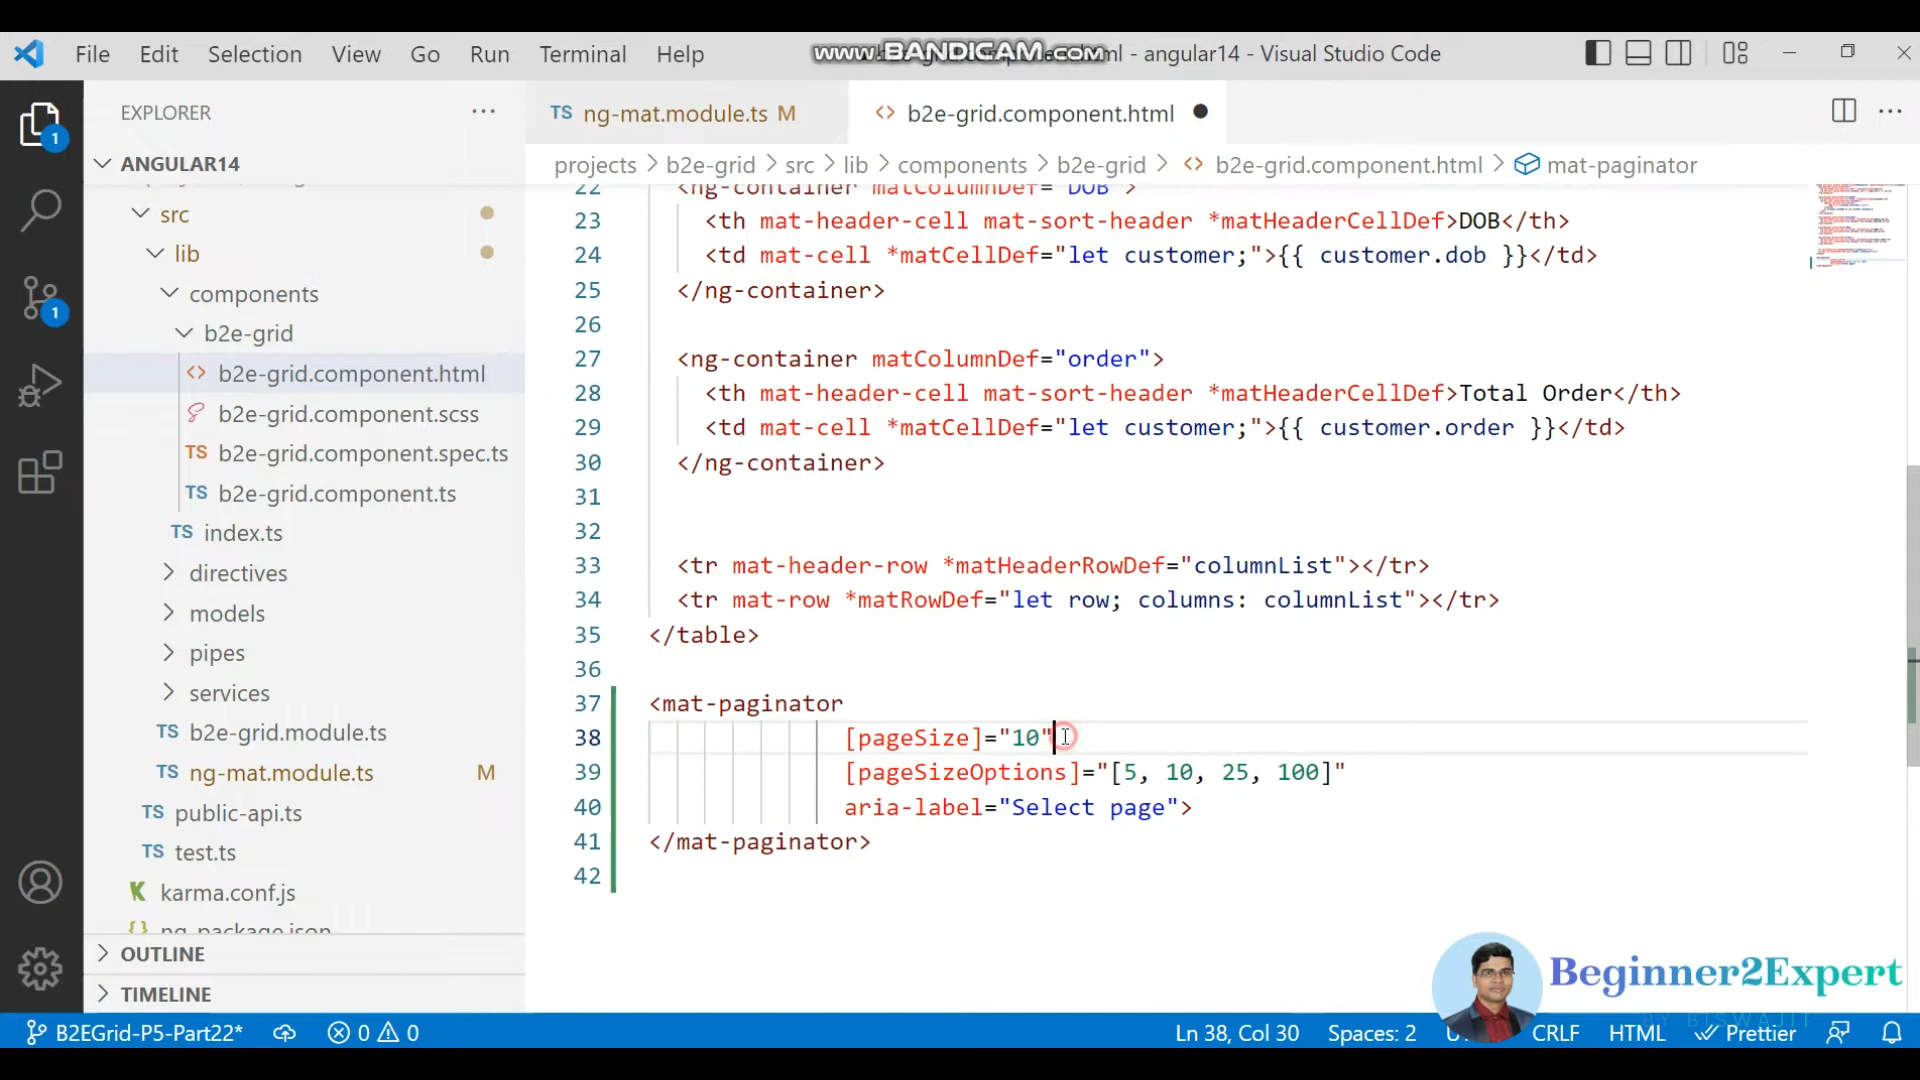 File Edit Selection View Go Run Terminal Help
www.BANDICAM.com
html - angular14 - Visual Studio Code
EXPLORER
TS ng-mat.module.ts M
<> b2e-grid.component.html
ANGULAR14
projects > b2e-grid > src > lib > components > b2e-grid > <> b2e-grid.component.html > mat-paginator
src
lib
components
b2e-grid
<> b2e-grid.component.html
b2e-grid.component.scss
TS b2e-grid.component.spec.ts
TS b2e-grid.component.ts
TS index.ts
directives
models
pipes
services
TS b2e-grid.module.ts
TS ng-mat.module.ts M
TS public-api.ts
TS test.ts
K karma.conf.js
{} ng-package.json
OUTLINE
TIMELINE
22 <ng-container matColumnDef="DOB">
23 <th mat-header-cell mat-sort-header *matHeaderCellDef>DOB</th>
24 <td mat-cell *matCellDef="let customer;">{{ customer.dob }}</td>
25 </ng-container>
26
27 <ng-container matColumnDef="order">
28 <th mat-header-cell mat-sort-header *matHeaderCellDef>Total Order</th>
29 <td mat-cell *matCellDef="let customer;">{{ customer.order }}</td>
30 </ng-container>
31
32
33 <tr mat-header-row *matHeaderRowDef="columnList"></tr>
34 <tr mat-row *matRowDef="let row; columns: columnList"></tr>
35 </table>
36
37 <mat-paginator
38 [pageSize]="10"
39 [pageSizeOptions]="[5, 10, 25, 100]"
40 aria-label="Select page">
41 </mat-paginator>
42
1
1
Beginner2Expert
BY BISWAJIT
B2EGrid-P5-Part22* 0 0 Ln 38, Col 30 Spaces: 2 CRLF HTML Prettier